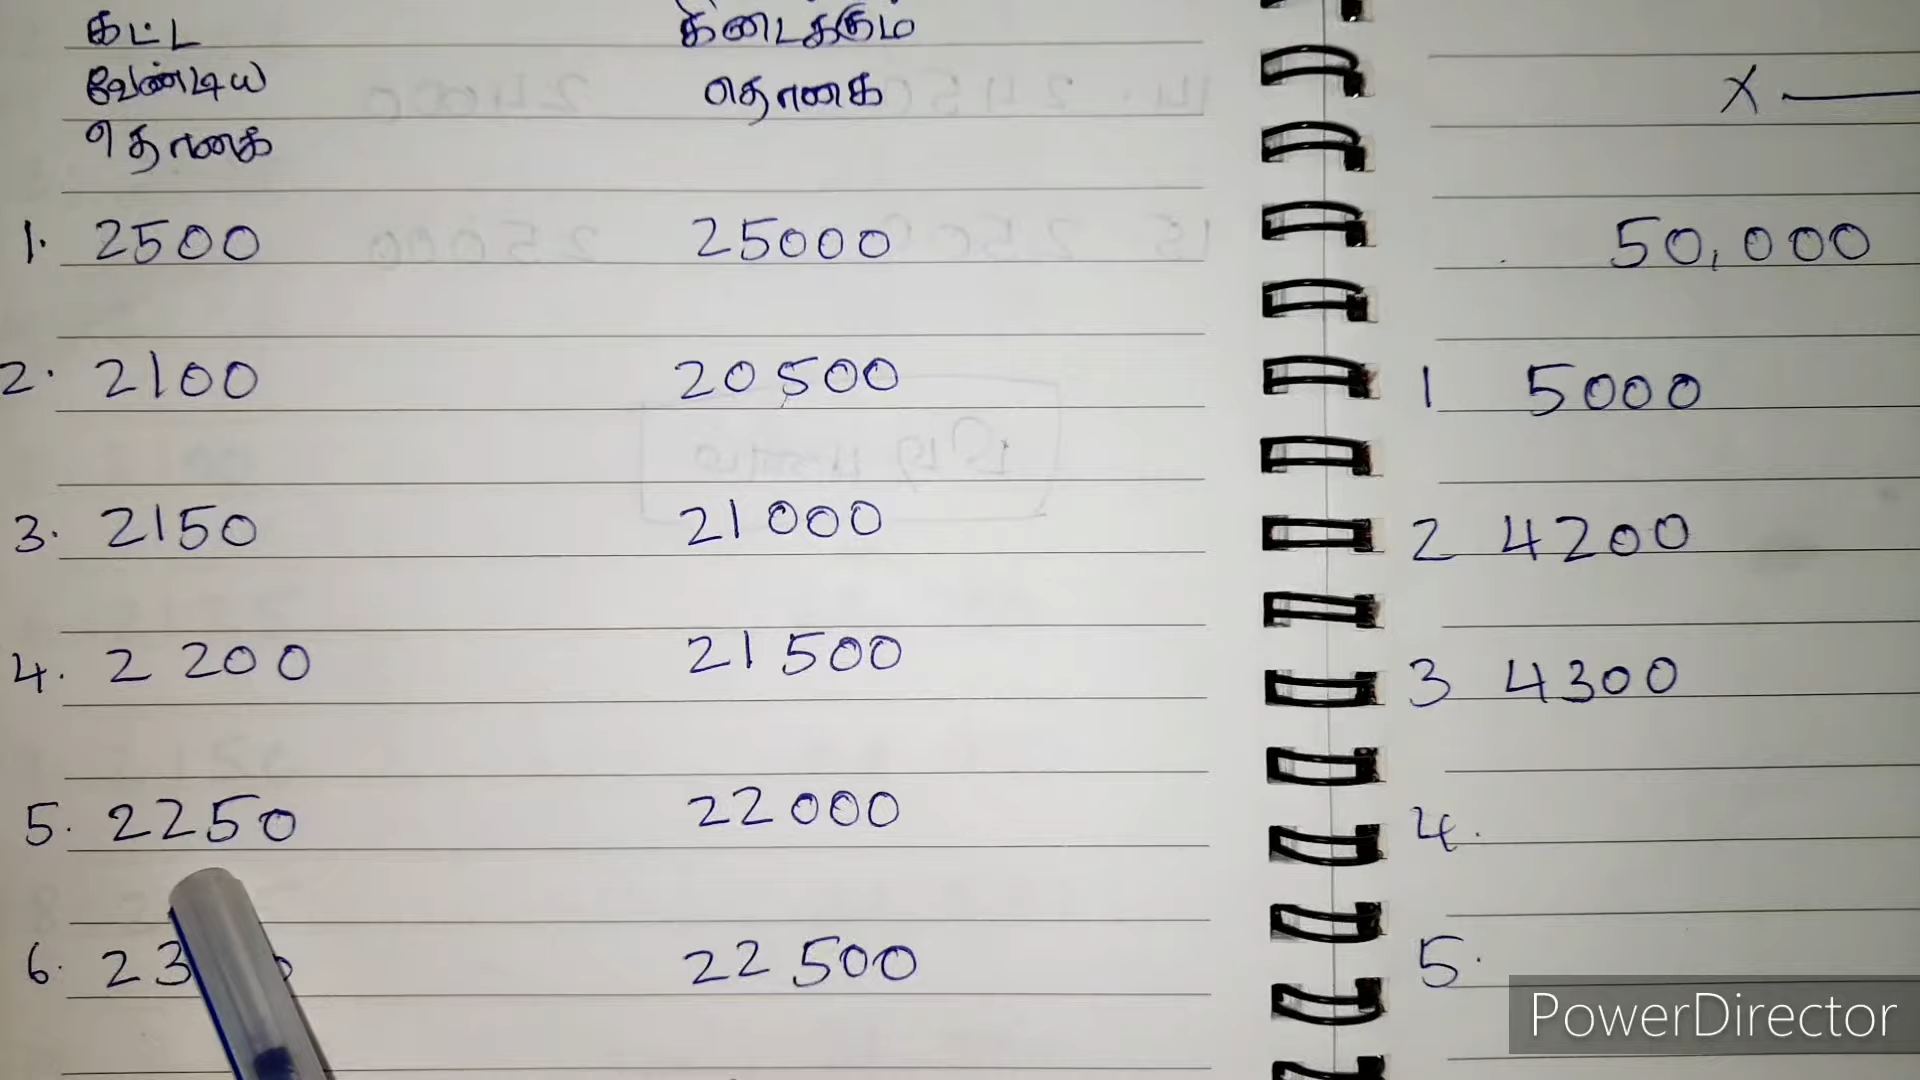 கட்ட கிடைக்கும்
வேண்டிய தொகை
தொகை
1. 2500 25000
2. 2100 20500
3. 2150 21000
4. 2200 21500
5. 2250 22000
6. 22500
X
50,000
1 5000
2 4200
3 4300
4.
5.
PowerDirector